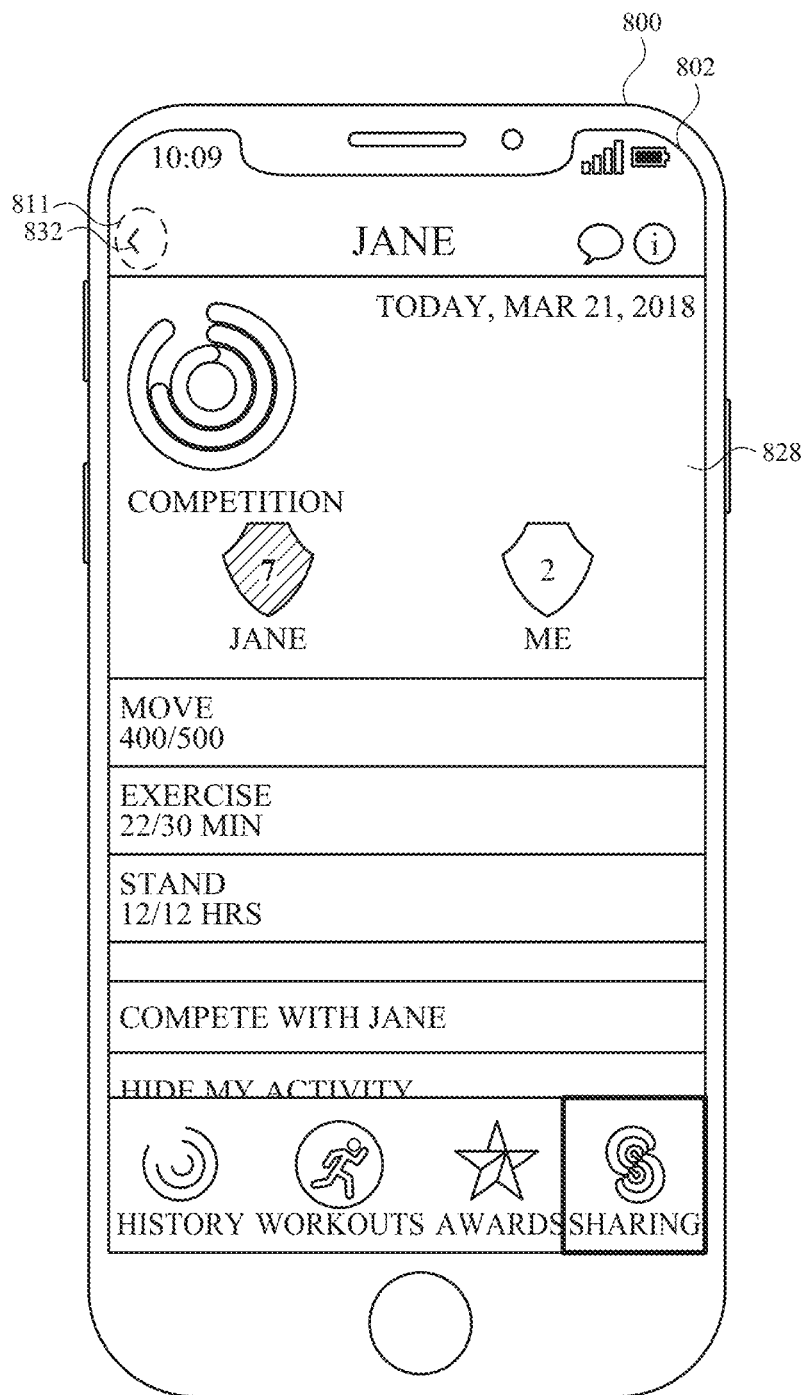 800
802
10:09
811
832
JANE
i
TODAY, MAR 21, 2018
828
COMPETITION
7 2
JANE ME
MOVE
400/500
EXERCISE
22/30 MIN
STAND
12/12 HRS
COMPETE WITH JANE
HIDE MY ACTIVITY
HISTORY WORKOUTS AWARDS SHARING